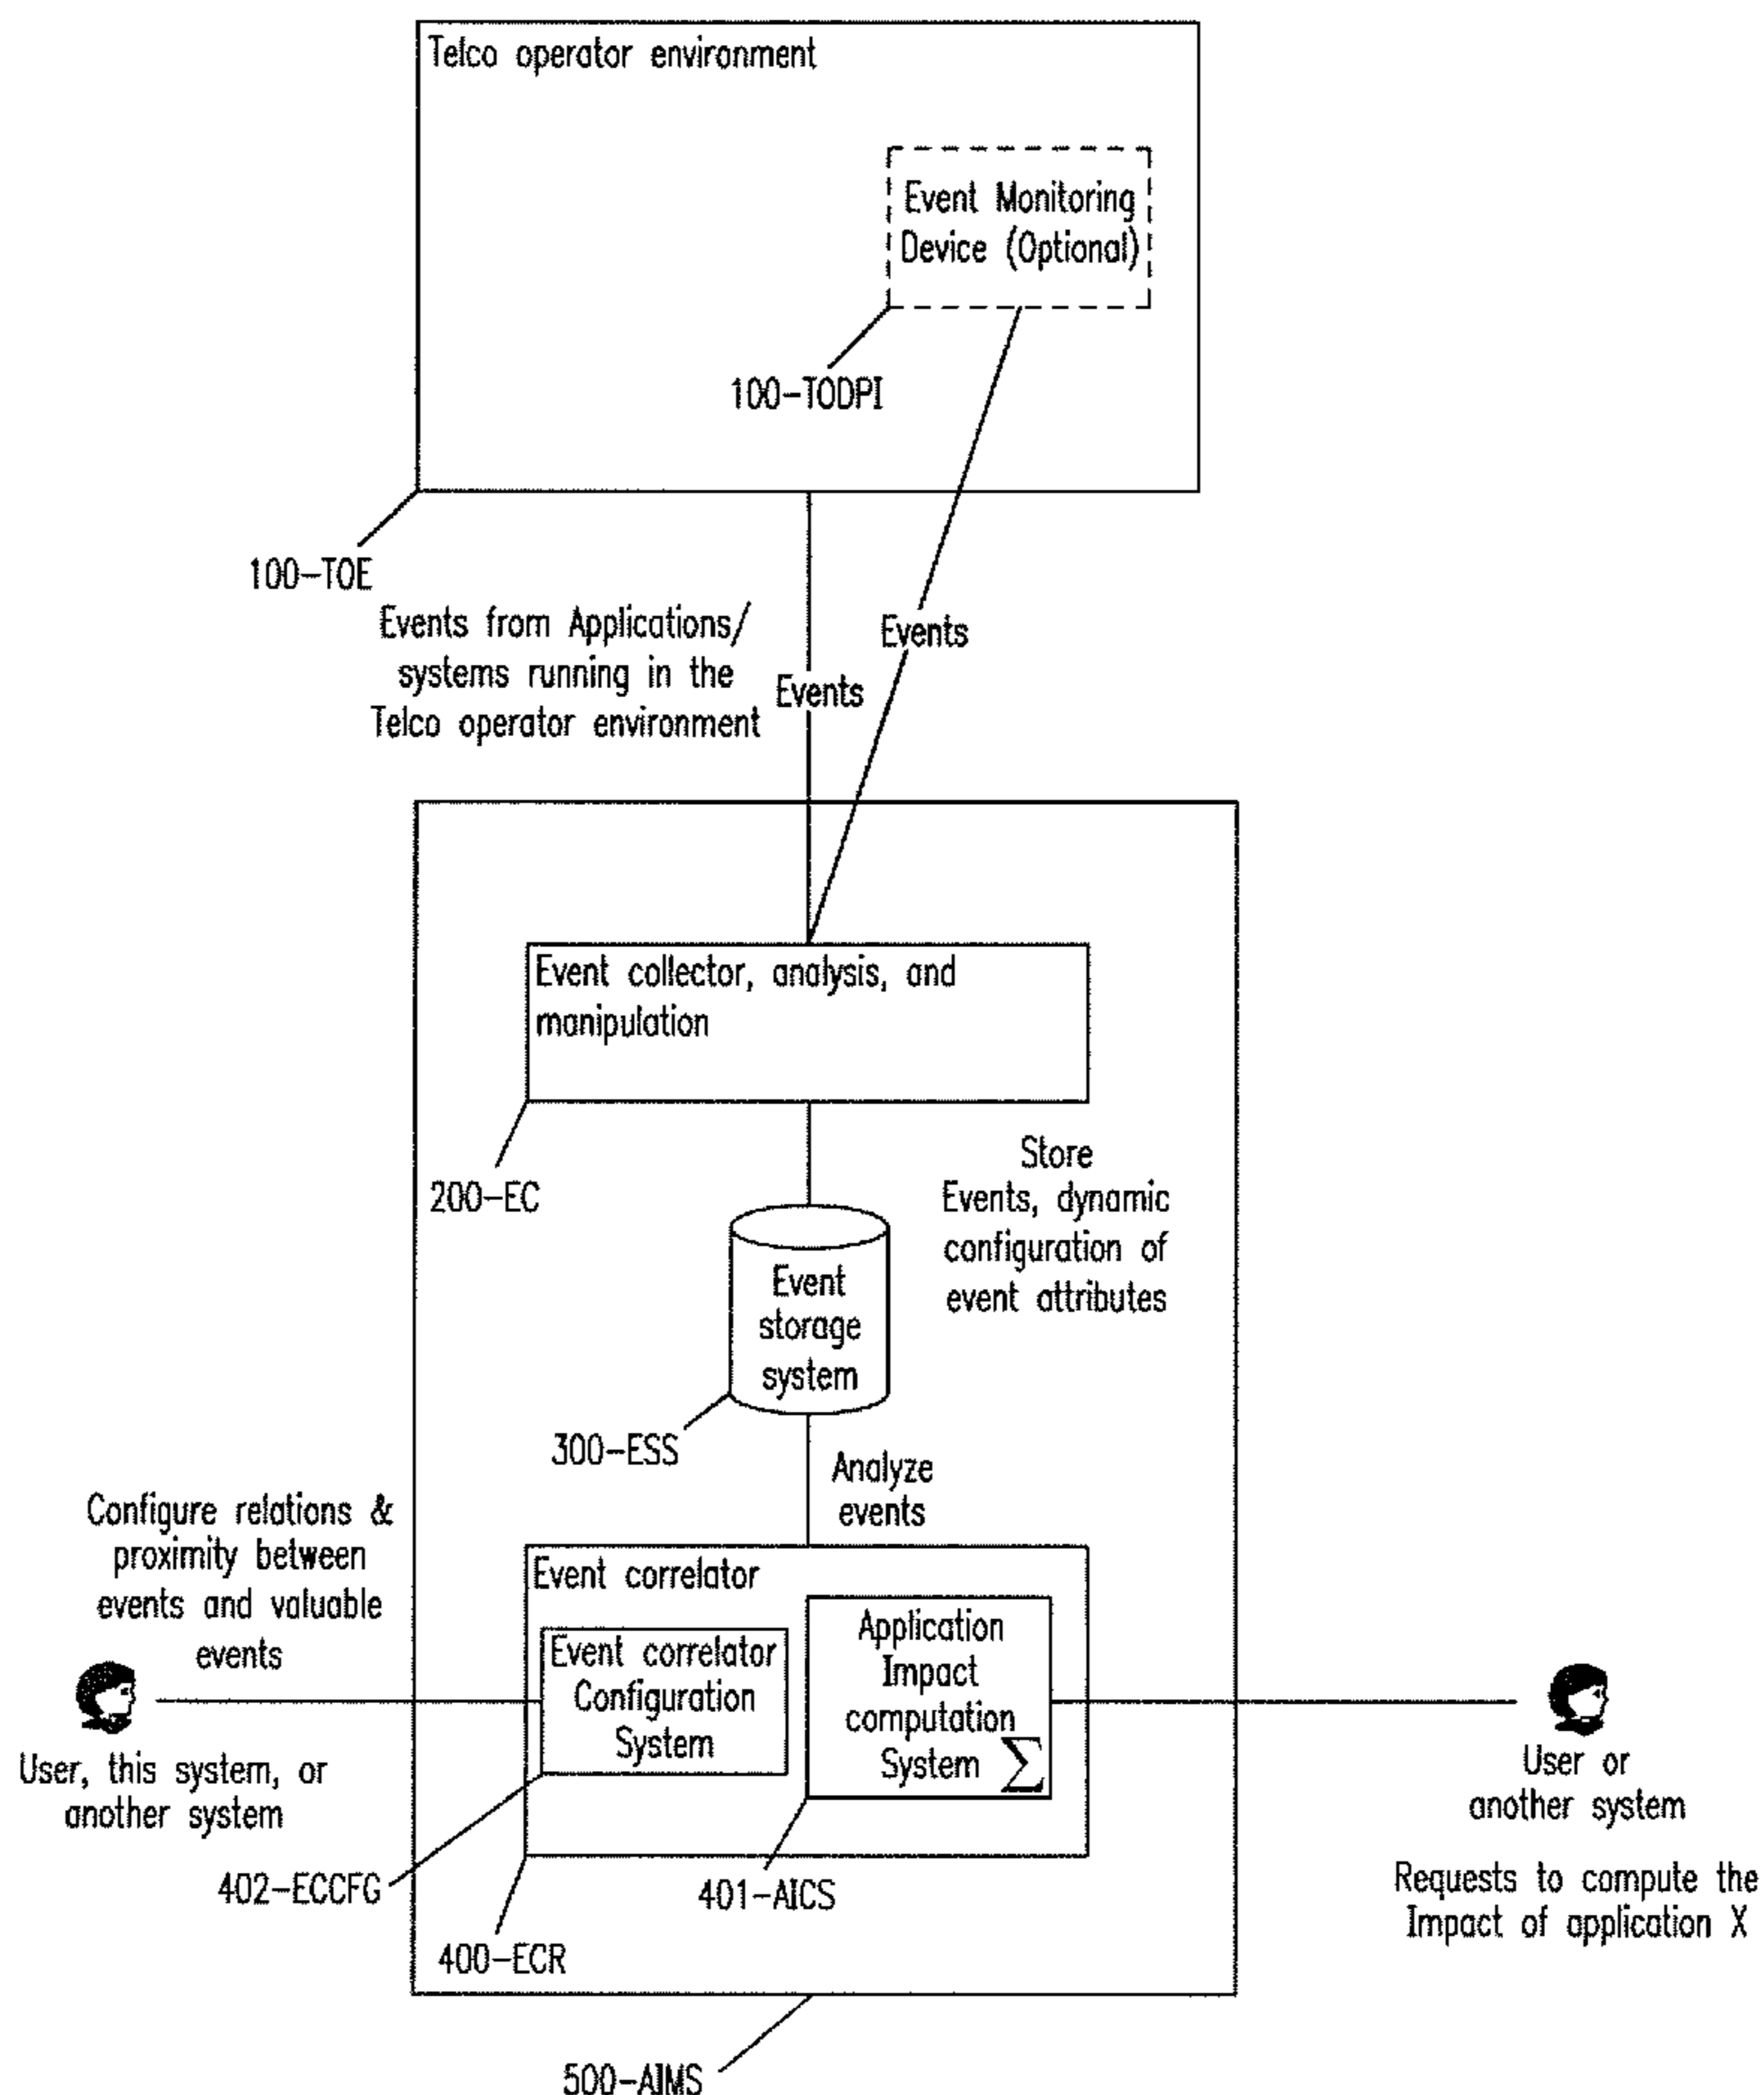 Telco operator environment
Event Monitoring
Device (Optional)
100-TODPI
100-TOE
Events from Applications/
systems running in the
Telco operator environment
Events
Events
Event collector, analysis, and
manipulation
200-EC
Store
Events, dynamic
configuration of
event attributes
Event
storage
system
300-ESS
Analyze
events
Configure relations &
proximity between
events and valuable
events
User, this system, or
another system
Event correlator
Event correlator
Configuration
System
Application
Impact
computation
System ∑
User or
another system
Requests to compute the
Impact of application X
402-ECCFG
401-AICS
400-ECR
500-AIMS